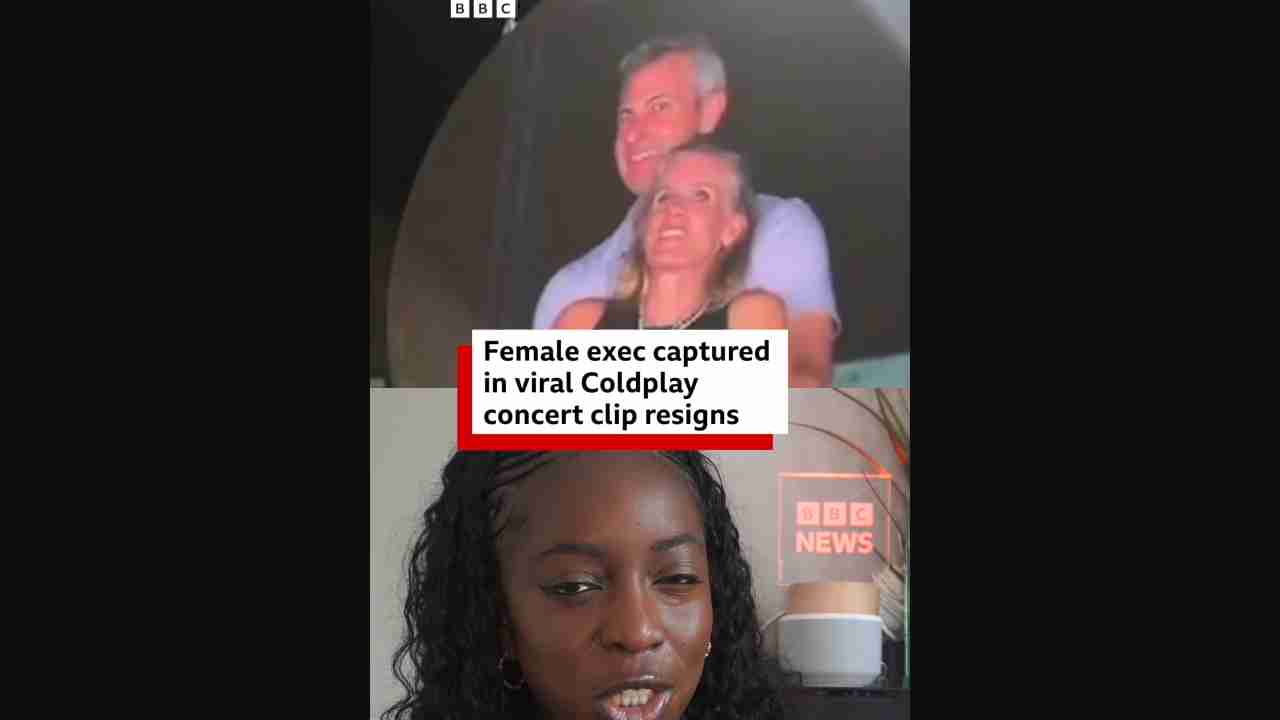 BBC
Female exec captured
in viral Coldplay
concert clip resigns
BBC
NEWS